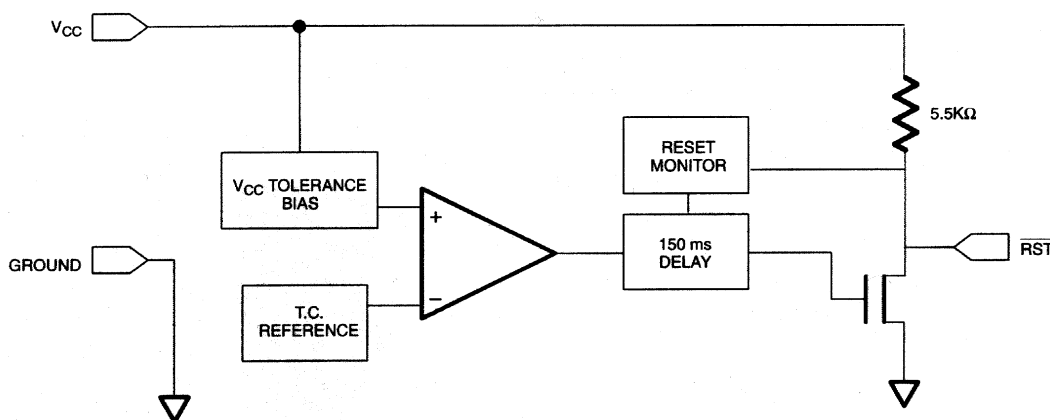 VCC
5.5KΩ
RESET
MONITOR
VCC TOLERANCE
BIAS
+
150 ms
DELAY
RST
GROUND
−
T.C.
REFERENCE